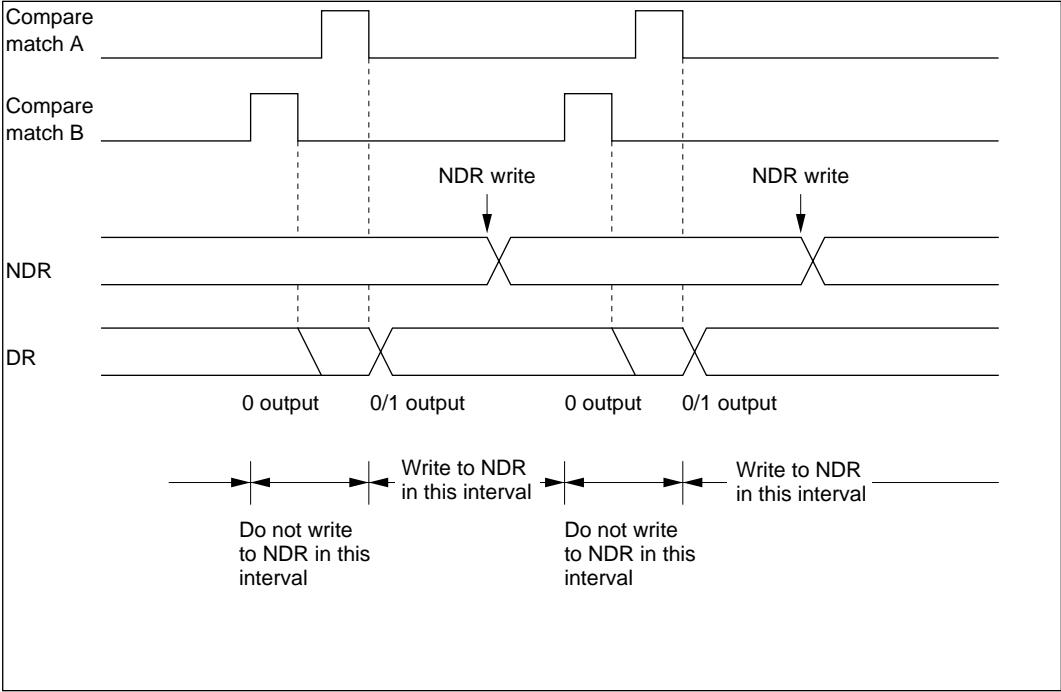 Compare
match A
Compare
match B
NDR write
NDR write
NDR
DR
0 output
0/1 output
0 output
0/1 output
Write to NDR
in this interval
Write to NDR
in this interval
Do not write
to NDR in this
interval
Do not write
to NDR in this
interval